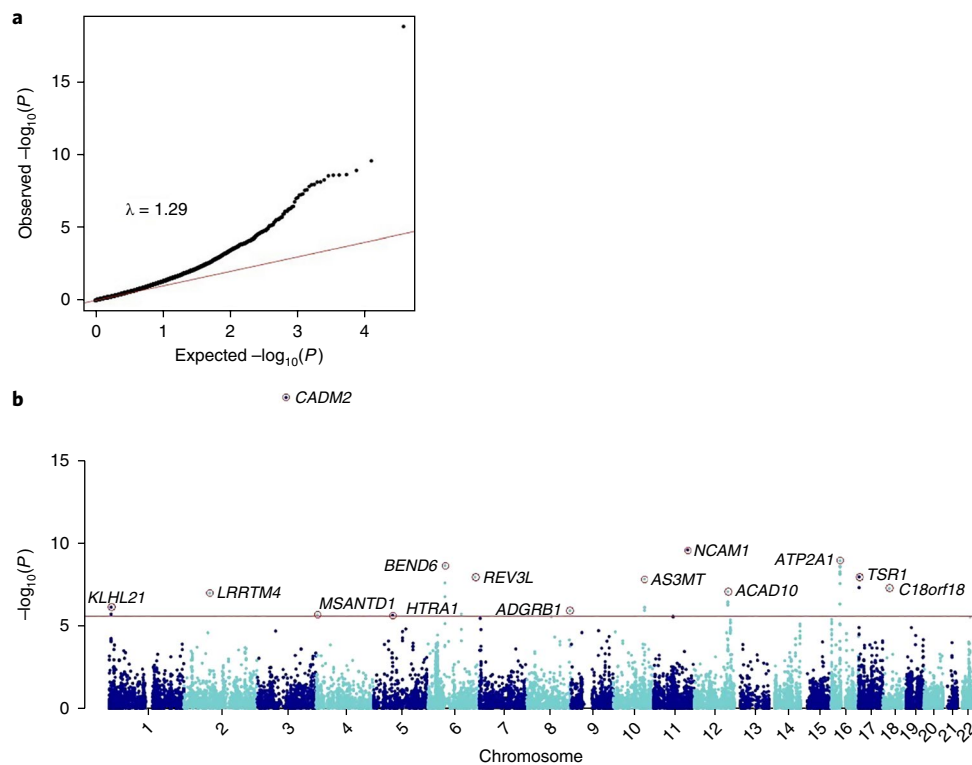 a
Observed –log10(P)
15
10
5
0
λ = 1.29
0 1 2 3 4
Expected –log10(P)
b
CADM2
–log10(P)
15
10
5
0
NCAM1
ATP2A1
BEND6
REV3L
AS3MT
TSR1
ACAD10
C18orf18
KLHL21
LRRTM4
MSANTD1
HTRA1
ADGRB1
1 2 3 4 5 6 7 8 9 10 11 12 13 14 15 16 17 18 19 20 21 22
Chromosome